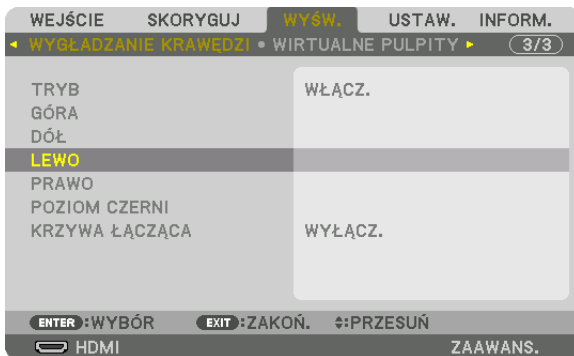 WEJŚCIE SKORYGUJ WYŚW. USTAW. INFORM.
WYGŁADZANIE KRAWĘDZI • WIRTUALNE PULPITY 3/3
TRYB WŁĄCZ.
GÓRA
DÓŁ
LEWO
PRAWO
POZIOM CZERNI
KRZYWA ŁĄCZĄCA WYŁĄCZ.
ENTER :WYBÓR EXIT :ZAKOŃ. :PRZESUŃ
HDMI ZAAWANS.